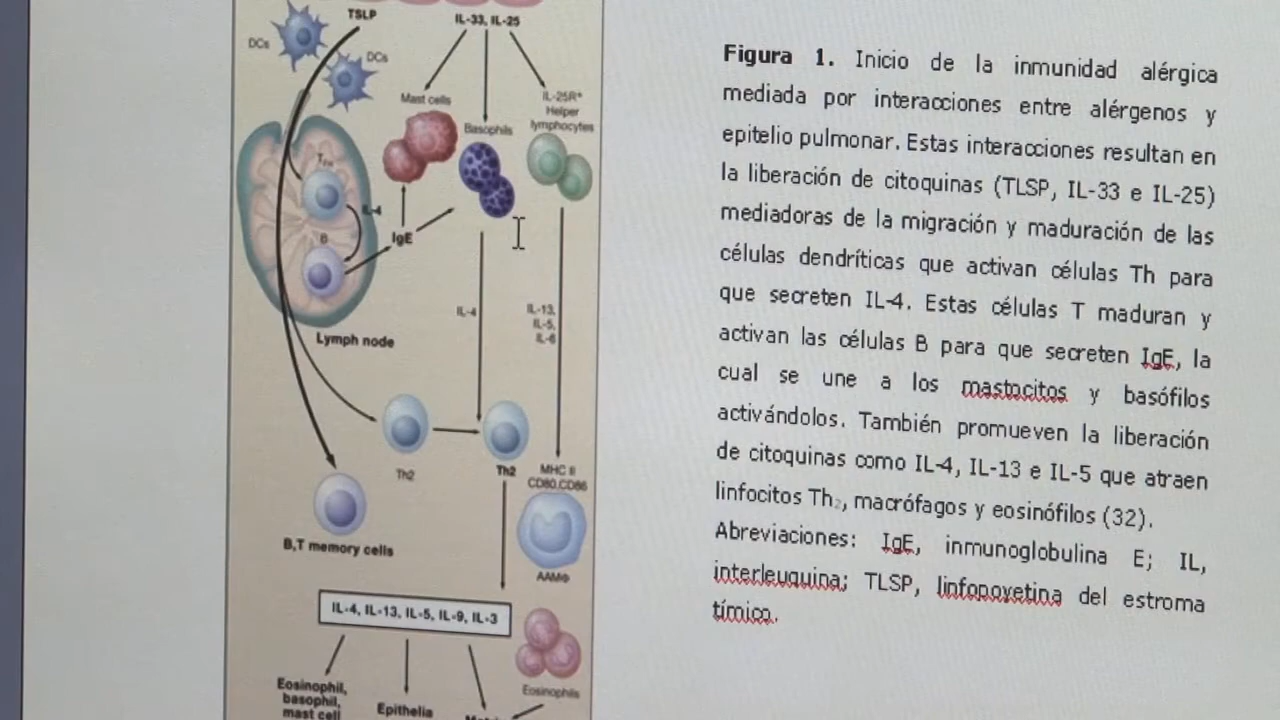 TSLP
IL-33, IL-25
DCs
DCs
Mast cells
IL-25R+
Helper
lymphocytes
Basophils
TFH
IL-4
B
IgE
IL-4
IL-13,
IL-5,
IL-6
Lymph node
Th2
Th2
MHC II
CD80,CD86
B,T memory cells
AAMΦ
IL-4, IL-13, IL-5, IL-9, IL-3
Eosinophils
Eosinophil,
basophil,
mast cell
Epithelia
Figura 1. Inicio de la inmunidad alérgica
mediada por interacciones entre alérgenos y
epitelio pulmonar. Estas interacciones resultan en
la liberación de citoquinas (TLSP, IL-33 e IL-25)
mediadoras de la migración y maduración de las
células dendríticas que activan células Th para
que secreten IL-4. Estas células T maduran y
activan las células B para que secreten IgE, la
cual se une a los mastocitos y basófilos
activándolos. También promueven la liberación
de citoquinas como IL-4, IL-13 e IL-5 que atraen
linfocitos Th2, macrófagos y eosinófilos (32).
Abreviaciones: IgE, inmunoglobulina E; IL,
interleuquina; TLSP, linfopoyetina del estroma
tímico.